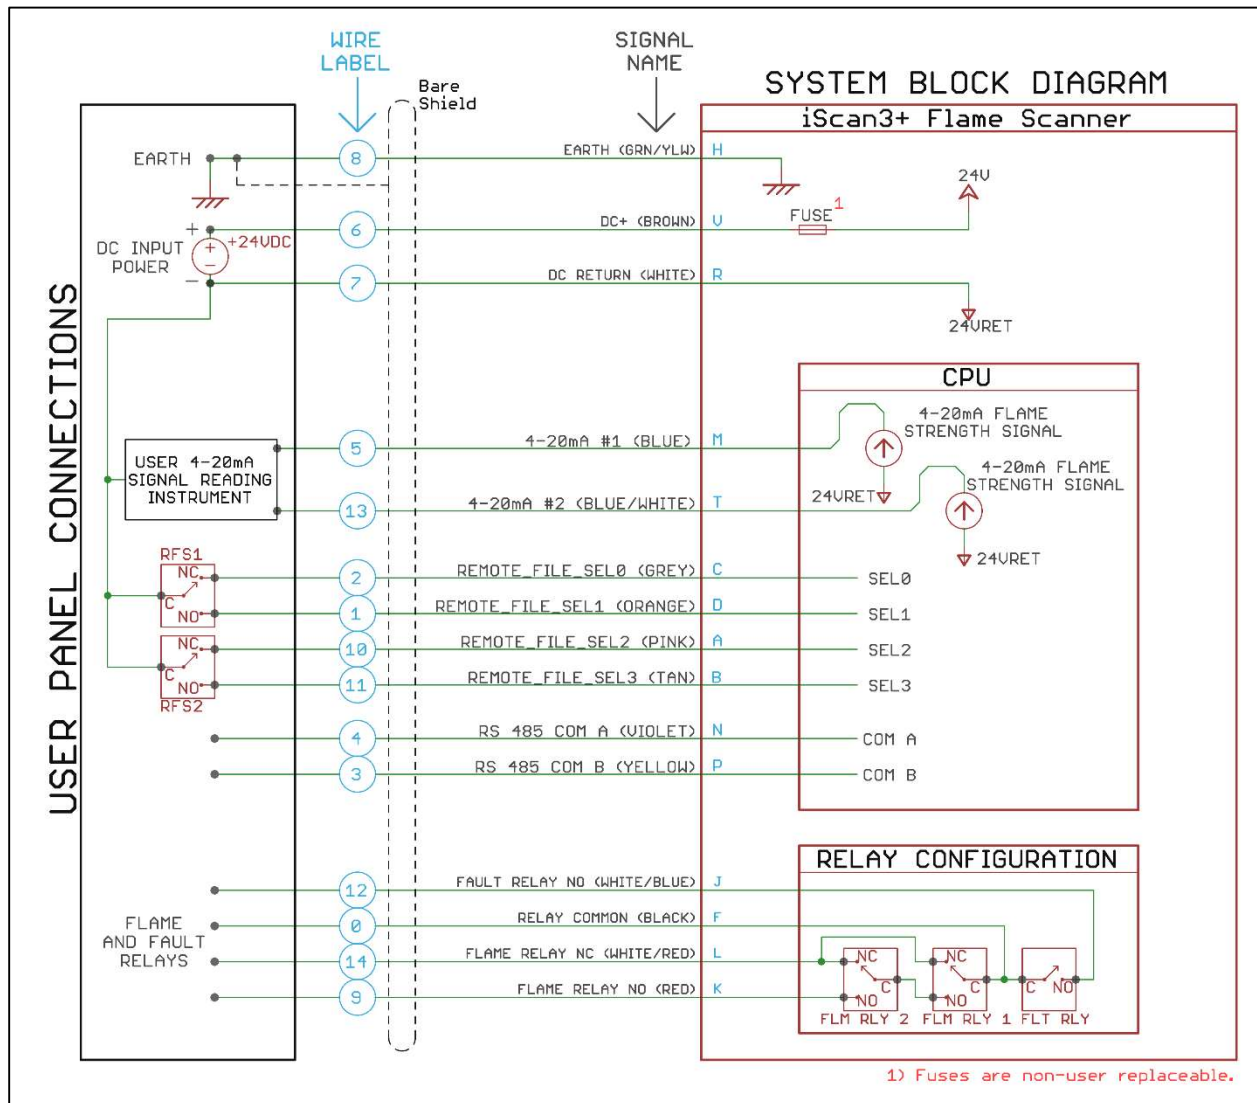 WIRE
LABEL
SIGNAL
NAME
Bare
Shield
SYSTEM BLOCK DIAGRAM
iScan3+ Flame Scanner
USER PANEL CONNECTIONS
EARTH
8
EARTH (GRN/YLW)
H
24V
+
DC INPUT
POWER
−
+
−
+24VDC
6
DC+ (BROWN)
V
FUSE
1
7
DC RETURN (WHITE)
R
24VRET
CPU
USER 4-20mA
SIGNAL READING
INSTRUMENT
5
4-20mA #1 (BLUE)
M
4-20mA FLAME
STRENGTH SIGNAL
24VRET
13
4-20mA #2 (BLUE/WHITE)
T
4-20mA FLAME
STRENGTH SIGNAL
24VRET
RFS1
NC
C
NO
2
REMOTE_FILE_SEL0 (GREY)
C
SEL0
1
REMOTE_FILE_SEL1 (ORANGE)
D
SEL1
NC
C
NO
RFS2
10
REMOTE_FILE_SEL2 (PINK)
A
SEL2
11
REMOTE_FILE_SEL3 (TAN)
B
SEL3
4
RS 485 COM A (VIOLET)
N
COM A
3
RS 485 COM B (YELLOW)
P
COM B
RELAY CONFIGURATION
FLAME
AND FAULT
RELAYS
12
FAULT RELAY NO (WHITE/BLUE)
J
0
RELAY COMMON (BLACK)
F
14
FLAME RELAY NC (WHITE/RED)
L
9
FLAME RELAY NO (RED)
K
NC
C
NO
FLM RLY 2
NC
C
NO
FLM RLY 1
C
NO
FLT RLY
1) Fuses are non-user replaceable.